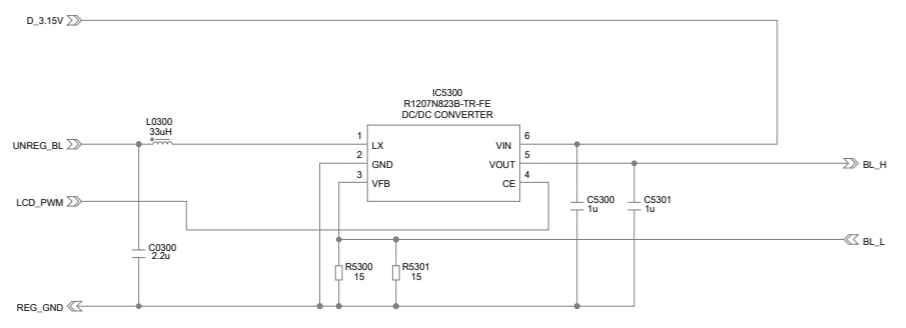 D_3.15V
IC5300
R1207N823B-TR-FE
DC/DC CONVERTER
L0300
33uH
UNREG_BL
1
LX
VIN
6
2
GND
VOUT
5
BL_H
3
VFB
CE
4
LCD_PWM
C5300
1u
C5301
1u
BL_L
C0300
2.2u
R5300
15
R5301
15
REG_GND